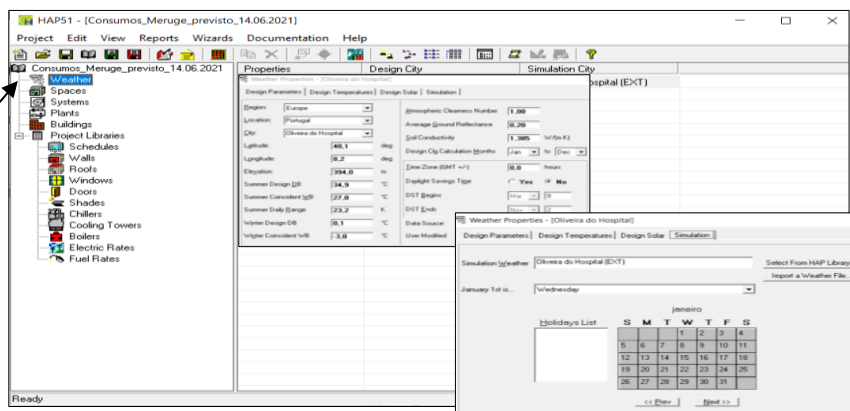 HAP51 - [Consumos_Meruge_previsto_14.06.2021]
Project Edit View Reports Wizards Documentation Help
Consumos_Meruge_previsto_14.06.2021
Weather
Spaces
Systems
Plants
Buildings
Project Libraries
Schedules
Walls
Roofs
Windows
Doors
Shades
Chillers
Cooling Towers
Boilers
Electric Rates
Fuel Rates
Ready
Properties Design City Simulation City
ospital (EXT)
Weather Properties - [Oliveira do Hospital]
Design Parameters Design Temperatures Design Solar Simulation
Region: Europe
Location: Portugal
City: Oliveira do Hospital
Latitude: 40,1 deg
Longitude: 8,2 deg
Elevation: 394,0 m
Summer Design DB 34,9 °C
Summer Coincident WB 27,0 °C
Summer Daily Range 23,2 K
Winter Design DB 0,1 °C
Winter Coincident WB -3,0 °C
Atmospheric Clearness Number 1,00
Average Ground Reflectance 0,20
Soil Conductivity 1,385 W/(m K)
Design Clg Calculation Months Jan to Dec
Time Zone (GMT +/-) 0,0 hours
Daylight Savings Time Yes No
DST Begins Mar 9
DST Ends Nov 2
Data Source:
User Modified
Weather Properties - [Oliveira do Hospital]
Design Parameters Design Temperatures Design Solar Simulation
Simulation Weather Oliveira do Hospital (EXT) Select From HAP Library
Import a Weather File..
January 1st is... Wednesday
janeiro
Holidays List S M T W T F S
1 2 3 4
5 6 7 8 9 10 11
12 13 14 15 16 17 18
19 20 21 22 23 24 25
26 27 28 29 30 31
<< Prev Next >>